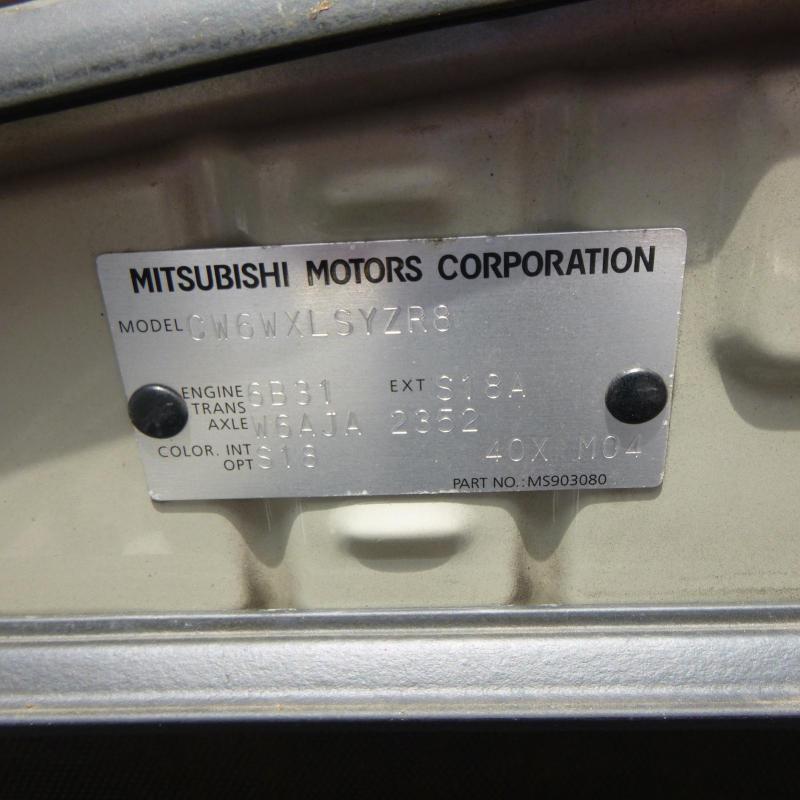 MITSUBISHI MOTORS CORPORATION
MODEL CW6WXLSYZR8
ENGINE 6B31 EXT S18A
TRANS
AXLE W6AJA 2352
COLOR. INT S18 40X M04
OPT
PART NO.:MS903080